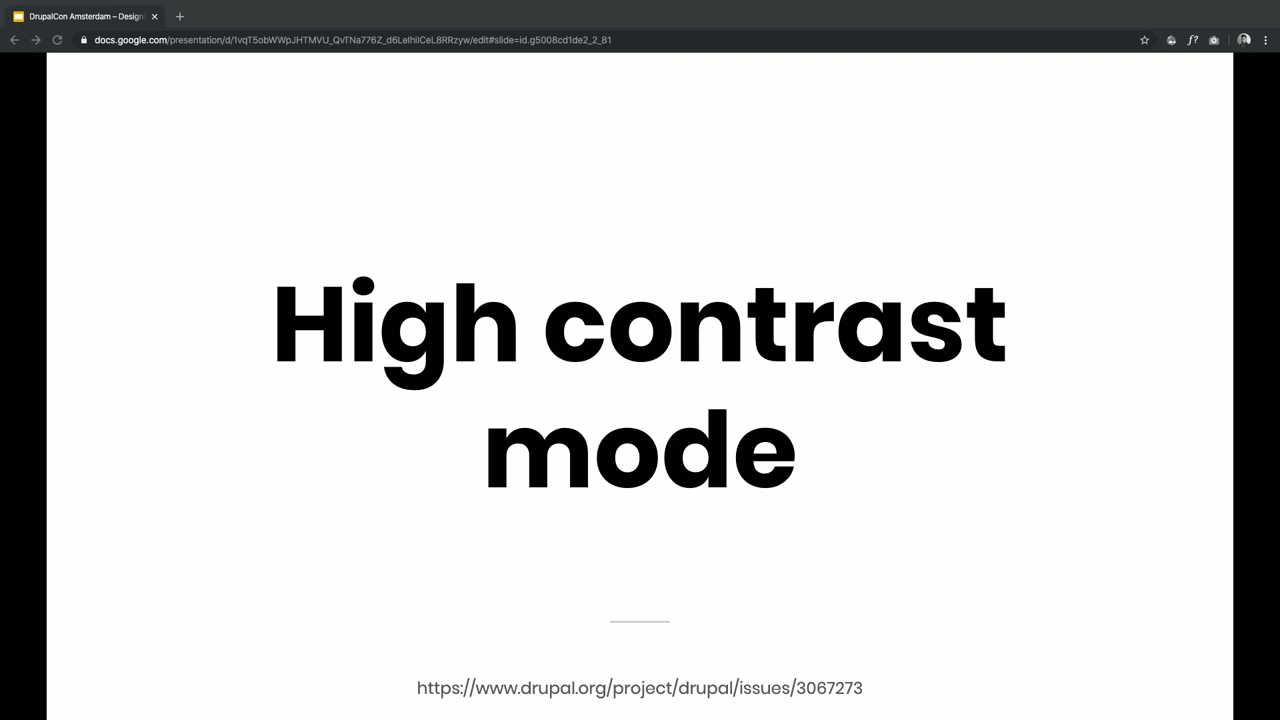 DrupalCon Amsterdam – Design
docs.google.com/presentation/d/1vqT5obWWpJHTMVU_QvTNa776Z_d6LeIhiICeL8RRzyw/edit#slide=id.g5008cd1de2_2_81
High contrast
mode
https://www.drupal.org/project/drupal/issues/3067273